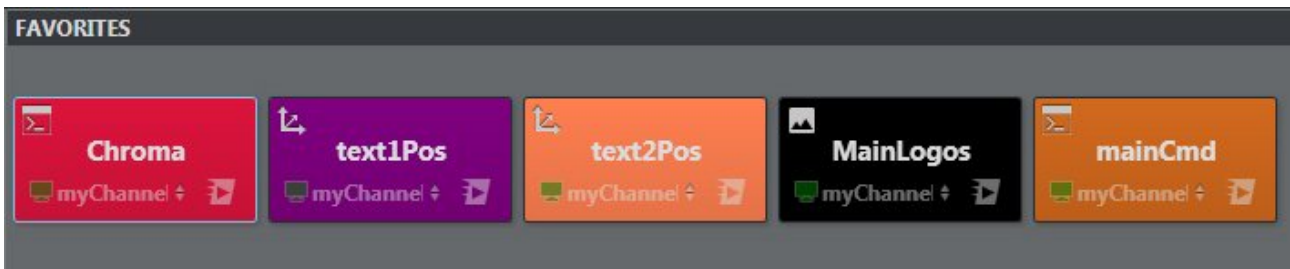 FAVORITES
Chroma
myChannel
text1Pos
myChannel
text2Pos
myChannel
MainLogos
myChannel
mainCmd
myChannel